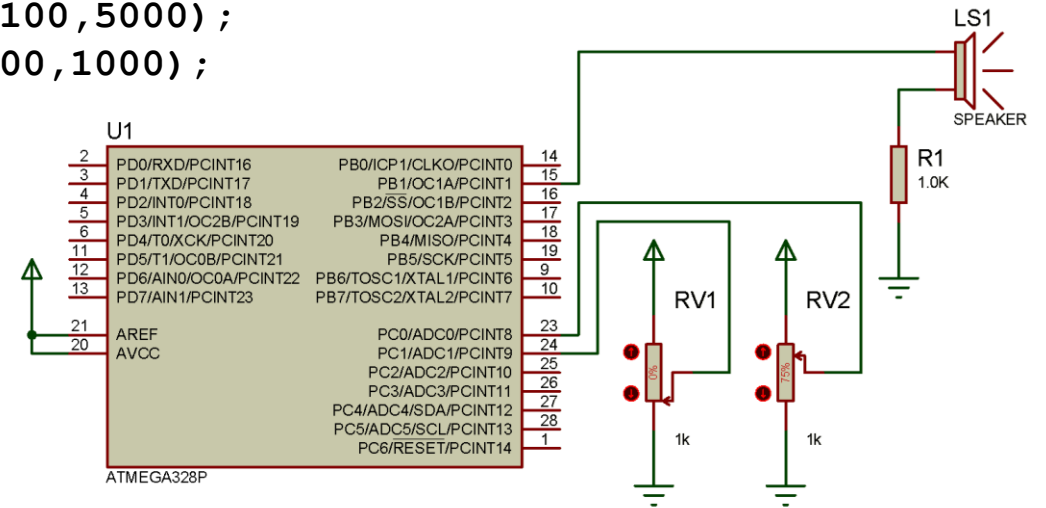 100,5000);
00,1000);
LS1
SPEAKER
U1
2 PD0/RXD/PCINT16
3 PD1/TXD/PCINT17
4 PD2/INT0/PCINT18
5 PD3/INT1/OC2B/PCINT19
6 PD4/T0/XCK/PCINT20
11 PD5/T1/OC0B/PCINT21
12 PD6/AIN0/OC0A/PCINT22
13 PD7/AIN1/PCINT23
21 AREF
20 AVCC
PB0/ICP1/CLKO/PCINT0 14
PB1/OC1A/PCINT1 15
PB2/SS/OC1B/PCINT2 16
PB3/MOSI/OC2A/PCINT3 17
PB4/MISO/PCINT4 18
PB5/SCK/PCINT5 19
PB6/TOSC1/XTAL1/PCINT6 9
PB7/TOSC2/XTAL2/PCINT7 10
PC0/ADC0/PCINT8 23
PC1/ADC1/PCINT9 24
PC2/ADC2/PCINT10 25
PC3/ADC3/PCINT11 26
PC4/ADC4/SDA/PCINT12 27
PC5/ADC5/SCL/PCINT13 28
PC6/RESET/PCINT14 1
ATMEGA328P
R1
1.0K
RV1
0%
1k
RV2
75%
1k